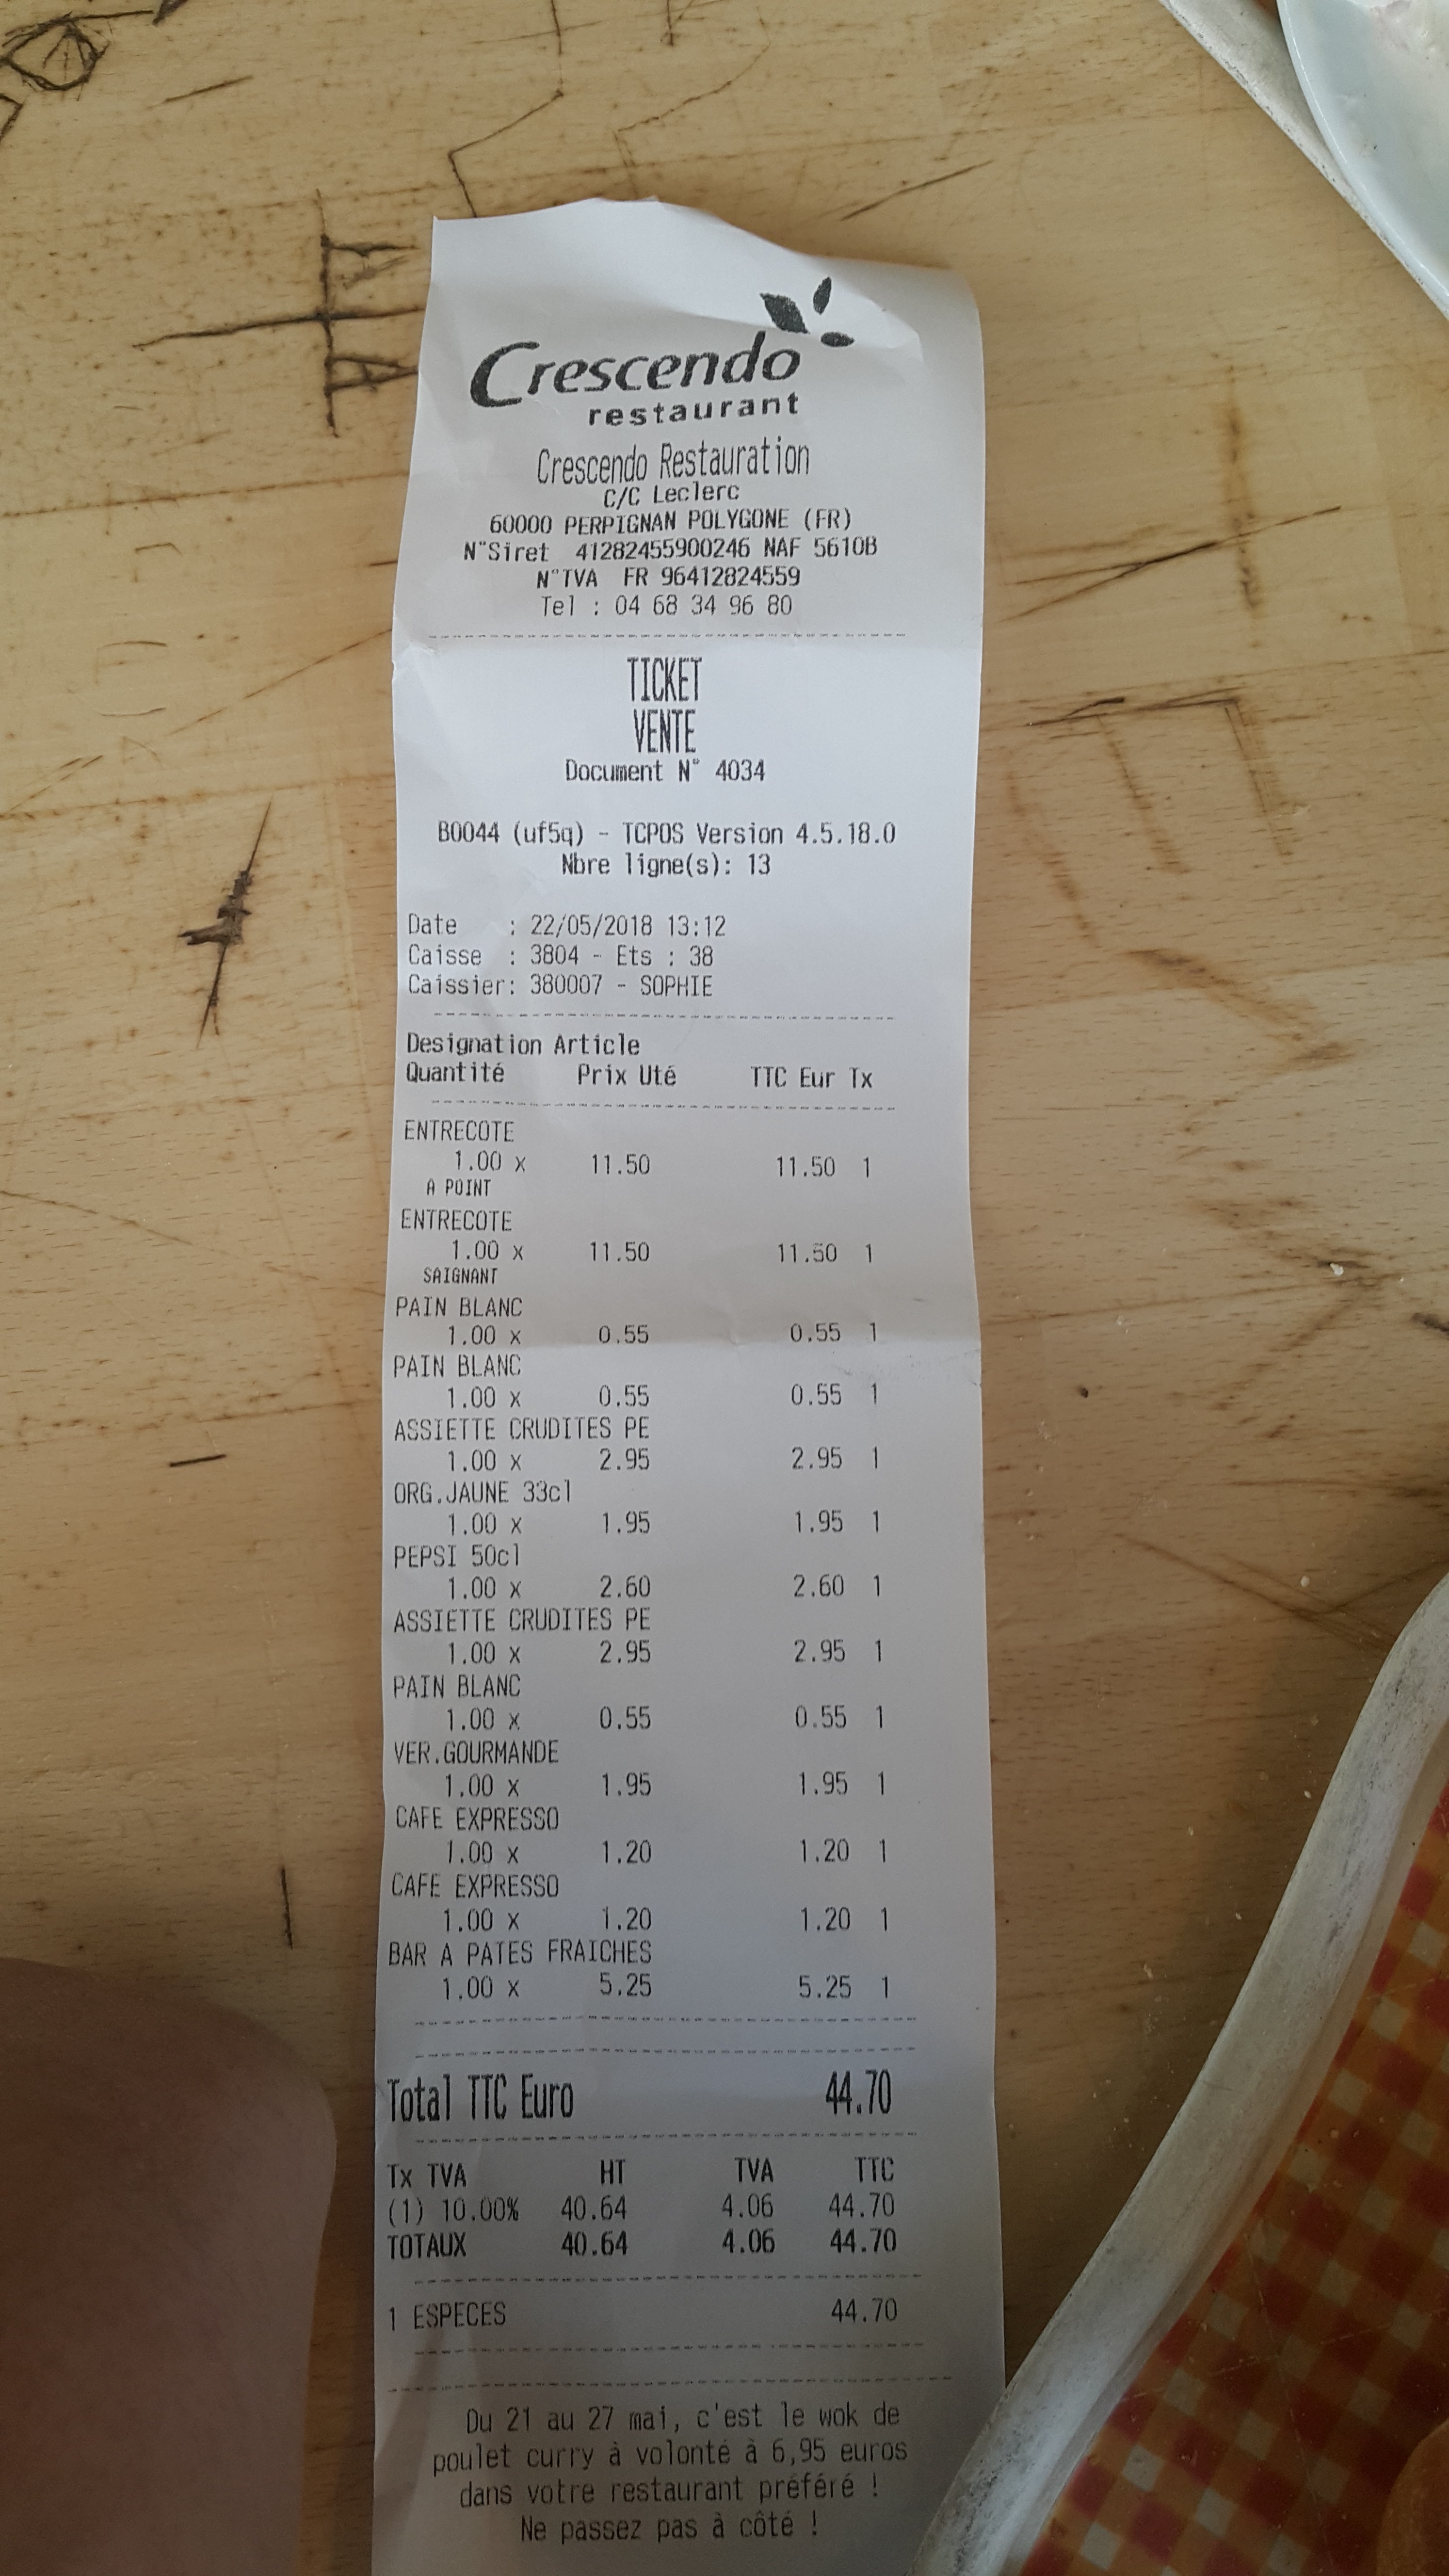 Crescendo
restaurant
Crescendo Restauration
C/C Leclerc
60000 PERPIGNAN POLYGONE (FR)
N°Siret 41282455900246 NAF 5610B
N°TVA FR 96412824559
Tel : 04 68 34 96 80
TICKET
VENTE
Document N° 4034
B0044 (uf5q) - TCPOS Version 4.5.18.0
Nbre ligne(s): 13
Date : 22/05/2018 13:12
Caisse : 3804 - Ets : 38
Caissier: 380007 - SOPHIE
Designation Article
Quantité Prix Uté TTC Eur Tx
ENTRECOTE
1.00 x 11.50 11.50 1
A POINT
ENTRECOTE
1.00 x 11.50 11.50 1
SAIGNANT
PAIN BLANC
1.00 x 0.55 0.55 1
PAIN BLANC
1.00 x 0.55 0.55 1
ASSIETTE CRUDITES PE
1.00 x 2.95 2.95 1
ORG.JAUNE 33cl
1.00 x 1.95 1.95 1
PEPSI 50cl
1.00 x 2.60 2.60 1
ASSIETTE CRUDITES PE
1.00 x 2.95 2.95 1
PAIN BLANC
1.00 x 0.55 0.55 1
VER.GOURMANDE
1.00 x 1.95 1.95 1
CAFE EXPRESSO
1.00 x 1.20 1.20 1
CAFE EXPRESSO
1.00 x 1.20 1.20 1
BAR A PATES FRAICHES
1.00 x 5.25 5.25 1
Total TTC Euro 44.70
Tx TVA HT TVA TTC
(1) 10.00% 40.64 4.06 44.70
TOTAUX 40.64 4.06 44.70
1 ESPECES 44.70
Du 21 au 27 mai, c'est le wok de
poulet curry à volonté à 6,95 euros
dans votre restaurant préféré !
Ne passez pas à côté !